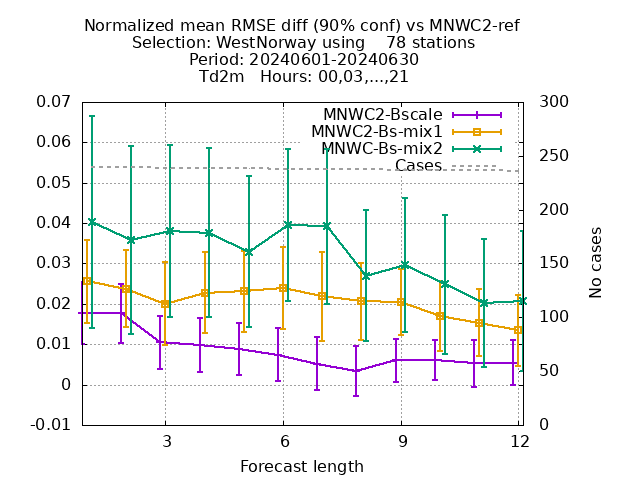 Normalized mean RMSE diff (90% conf) vs MNWC2-ref
Selection: WestNorway using    78 stations
Period: 20240601-20240630
Td2m   Hours: 00,03,...,21
MNWC2-Bscale
MNWC2-Bs-mix1
MNWC-Bs-mix2
Cases
0.07
0.06
0.05
0.04
0.03
0.02
0.01
0
-0.01
300
250
200
150
100
50
0
No cases
3
6
9
12
Forecast length